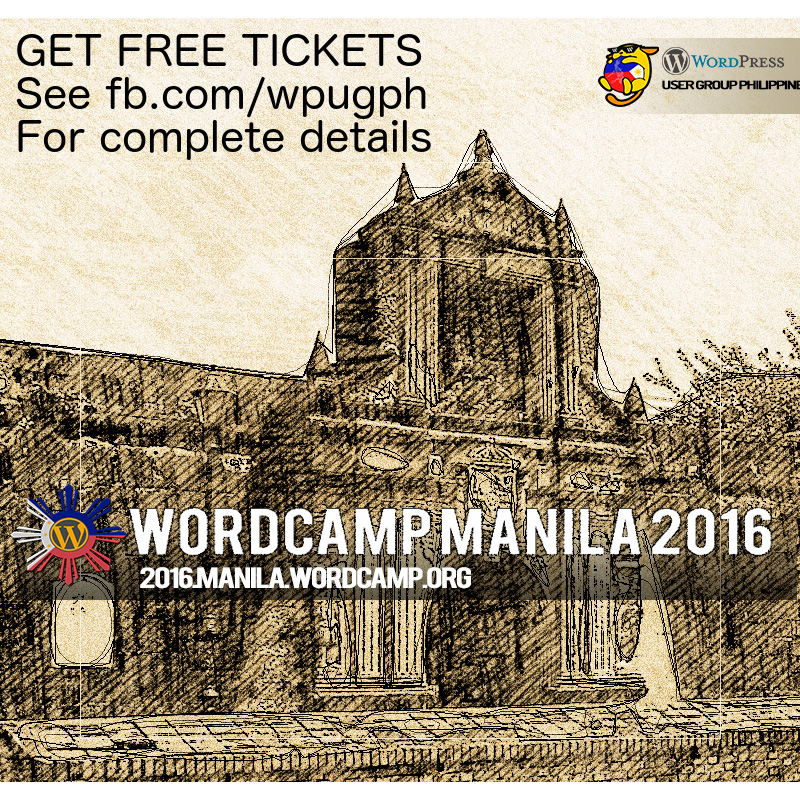 GET FREE TICKETS
See fb.com/wpugph
For complete details
WORDPRESS
USER GROUP PHILIPPINE
WORDCAMP MANILA 2016
2016.MANILA.WORDCAMP.ORG